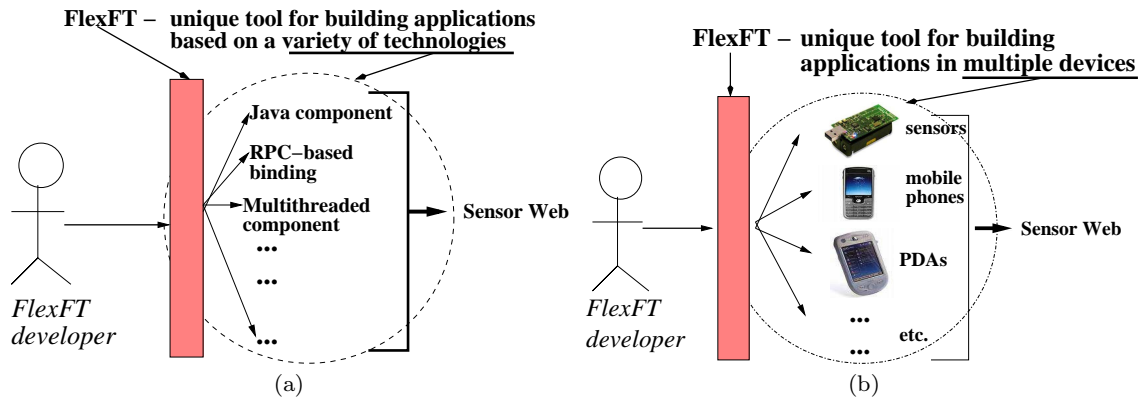 FlexFT – unique tool for building applications
based on a variety of technologies
Java component
RPC–based
binding
Multithreaded
component
...
...
...
Sensor Web
FlexFT
developer
(a)
FlexFT – unique tool for building
applications in multiple devices
sensors
mobile
phones
PDAs
...
etc.
...
Sensor Web
FlexFT
developer
(b)